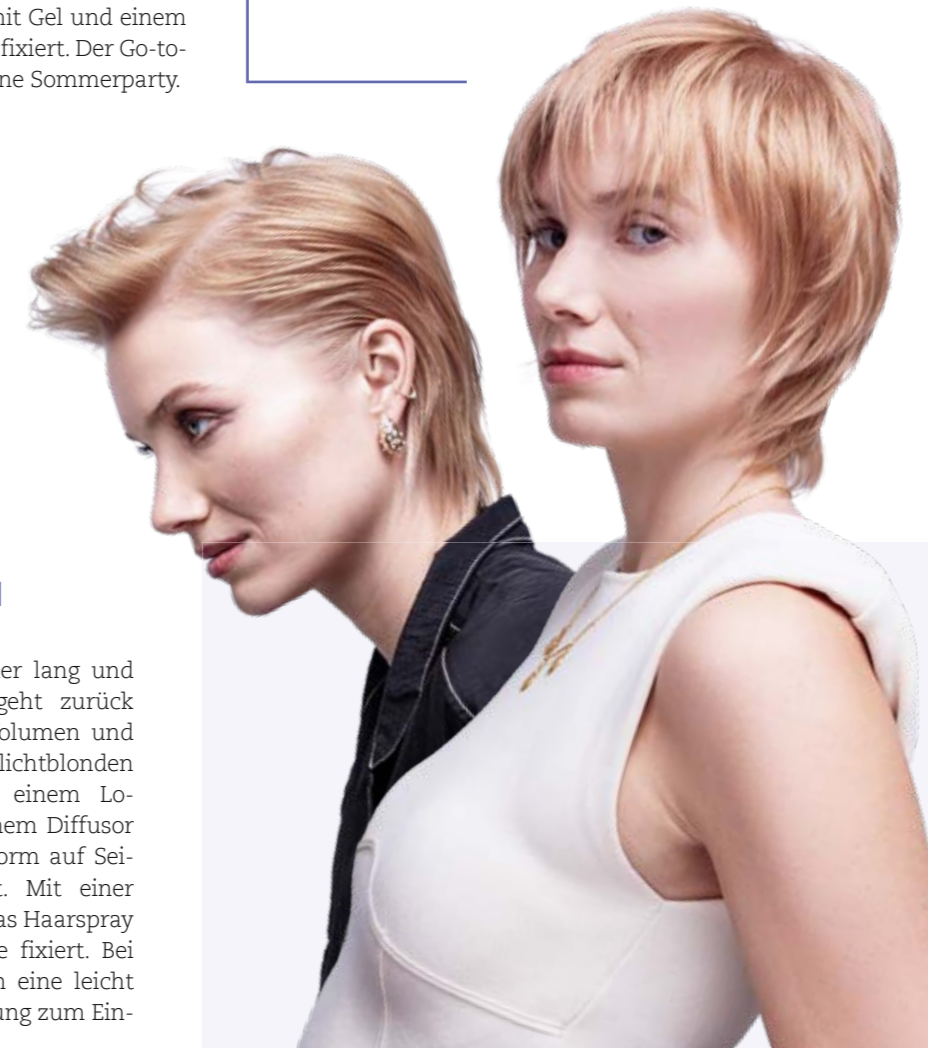 nit Gel und einem
fixiert. Der Go-to-
ne Sommerparty.
er lang und
geht zurück
olumen und
lichtblonden
einem Lo-
nem Diffusor
orm auf Sei-
t. Mit einer
as Haarspray
e fixiert. Bei
n eine leicht
ung zum Ein-